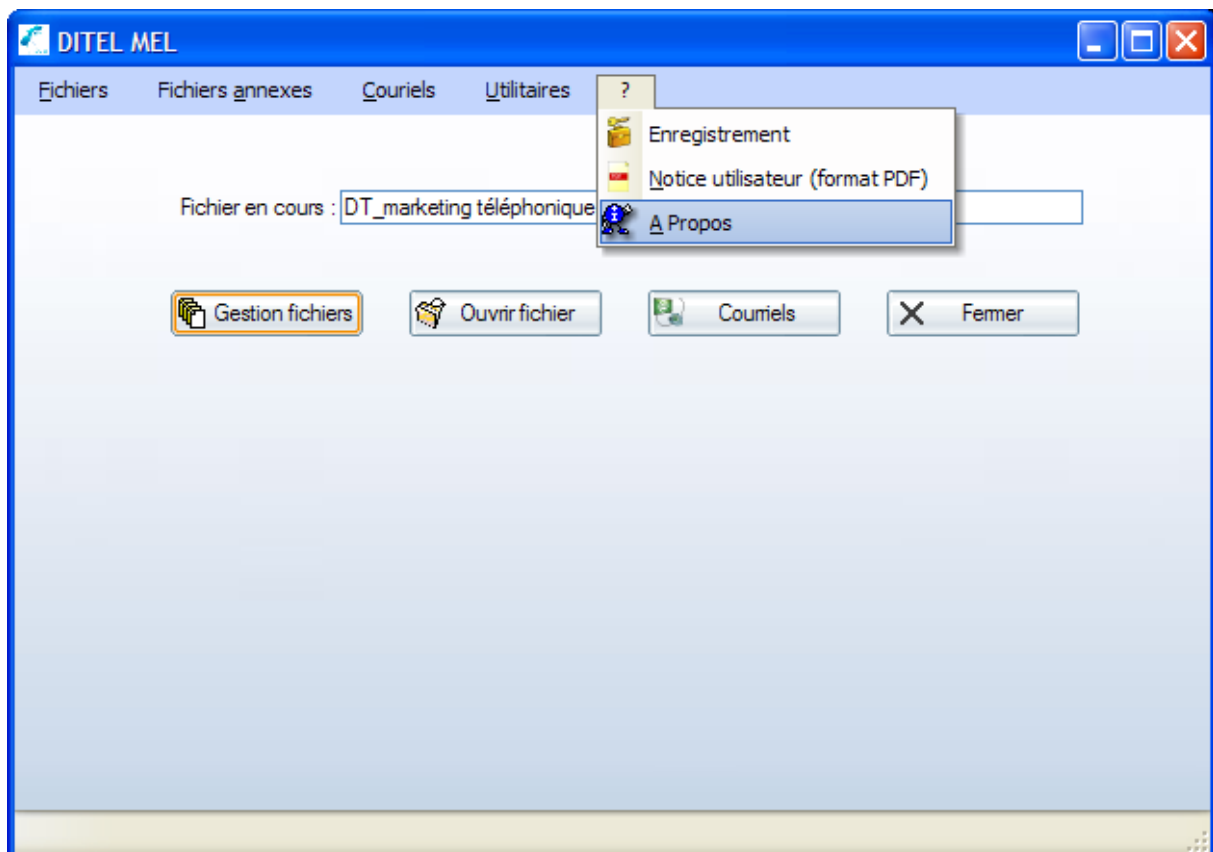 DITEL MEL
Fichiers Fichiers annexes Couriels Utilitaires ?
Enregistrement
Notice utilisateur (format PDF)
A Propos
Fichier en cours : DT_marketing téléphonique
Gestion fichiers Ouvrir fichier Courriels Fermer